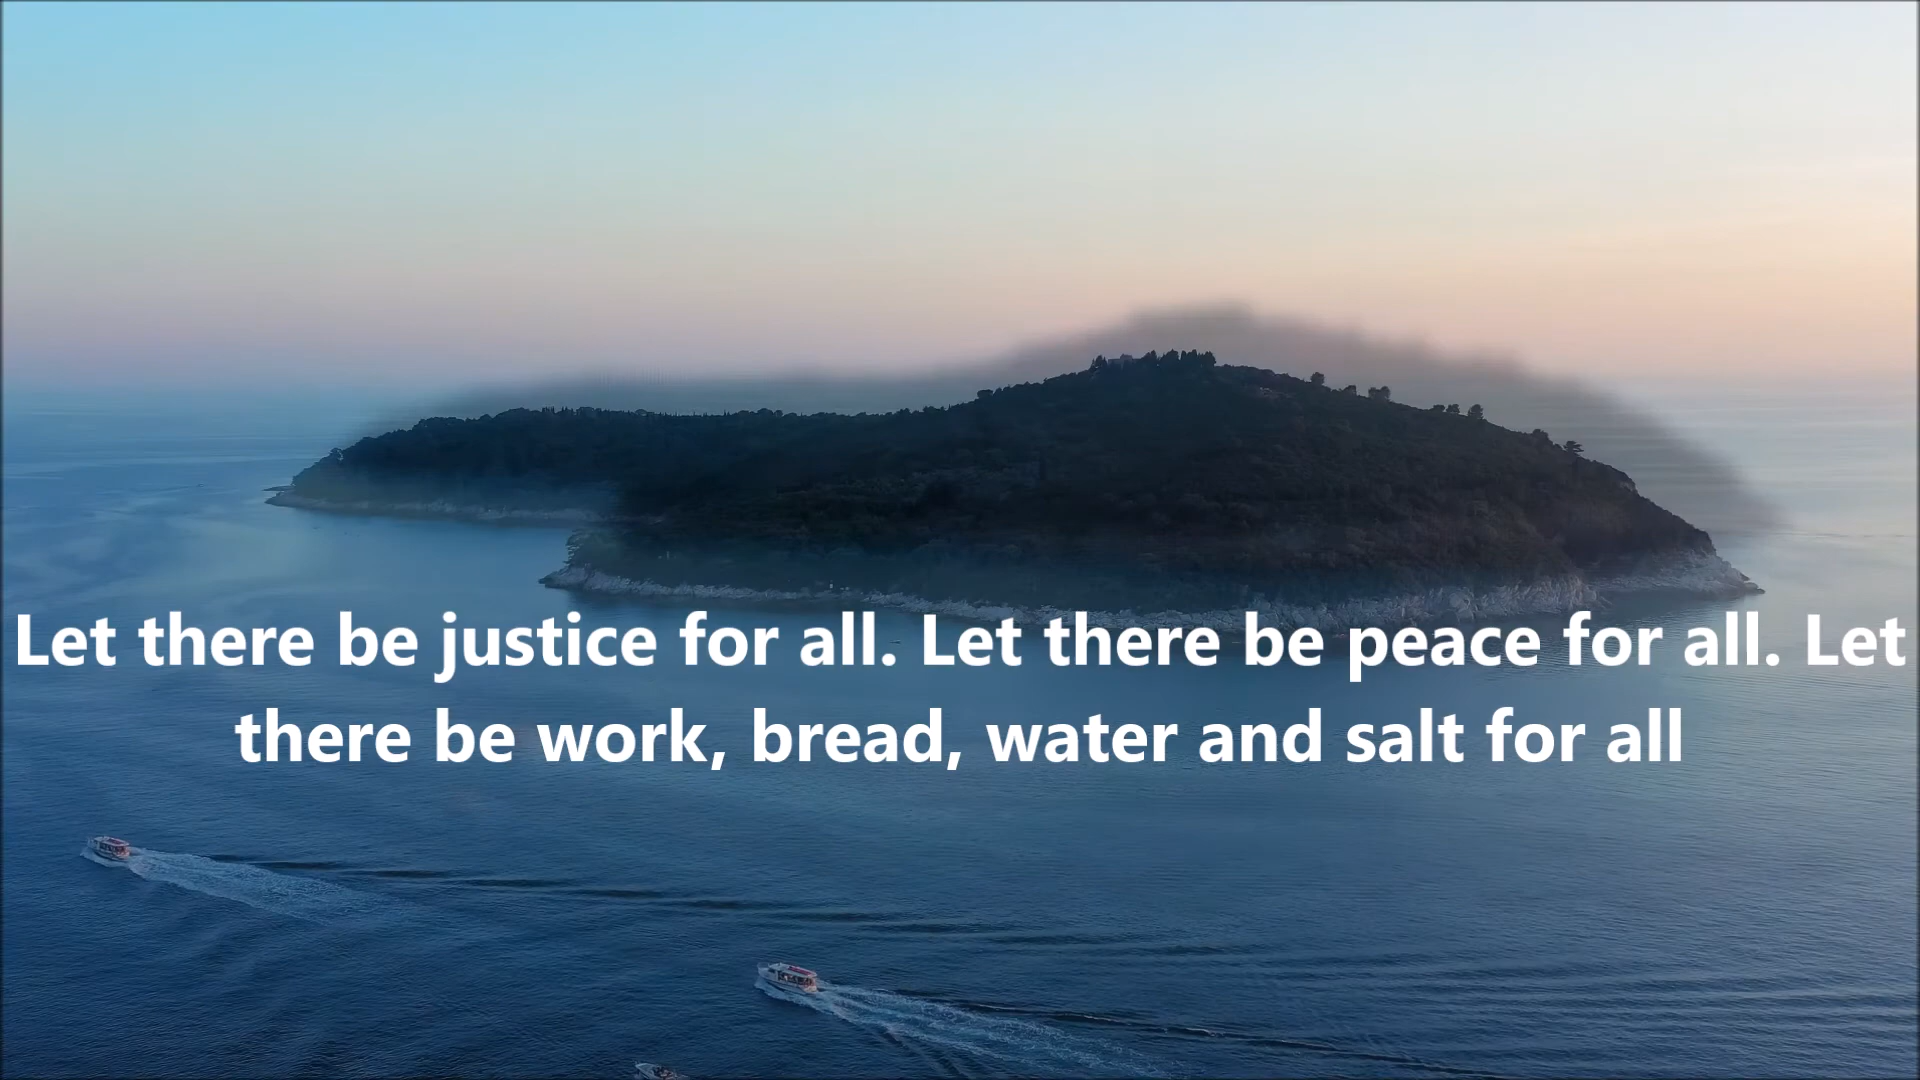 Let there be justice for all. Let there be peace for all. Let
there be work, bread, water and salt for all